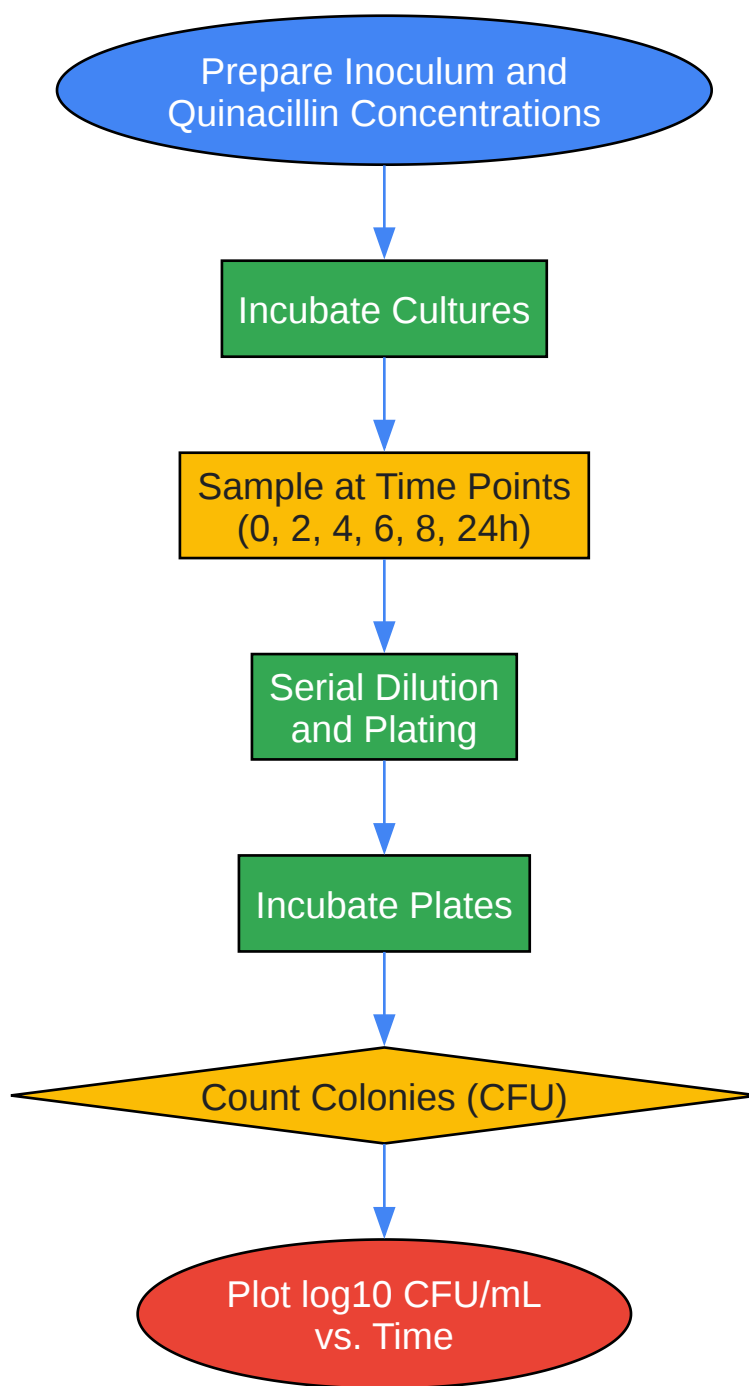 Prepare Inoculum and
Quinacillin Concentrations
Incubate Cultures
Sample at Time Points
(0, 2, 4, 6, 8, 24h)
Serial Dilution
and Plating
Incubate Plates
Count Colonies (CFU)
Plot log10 CFU/mL
vs. Time